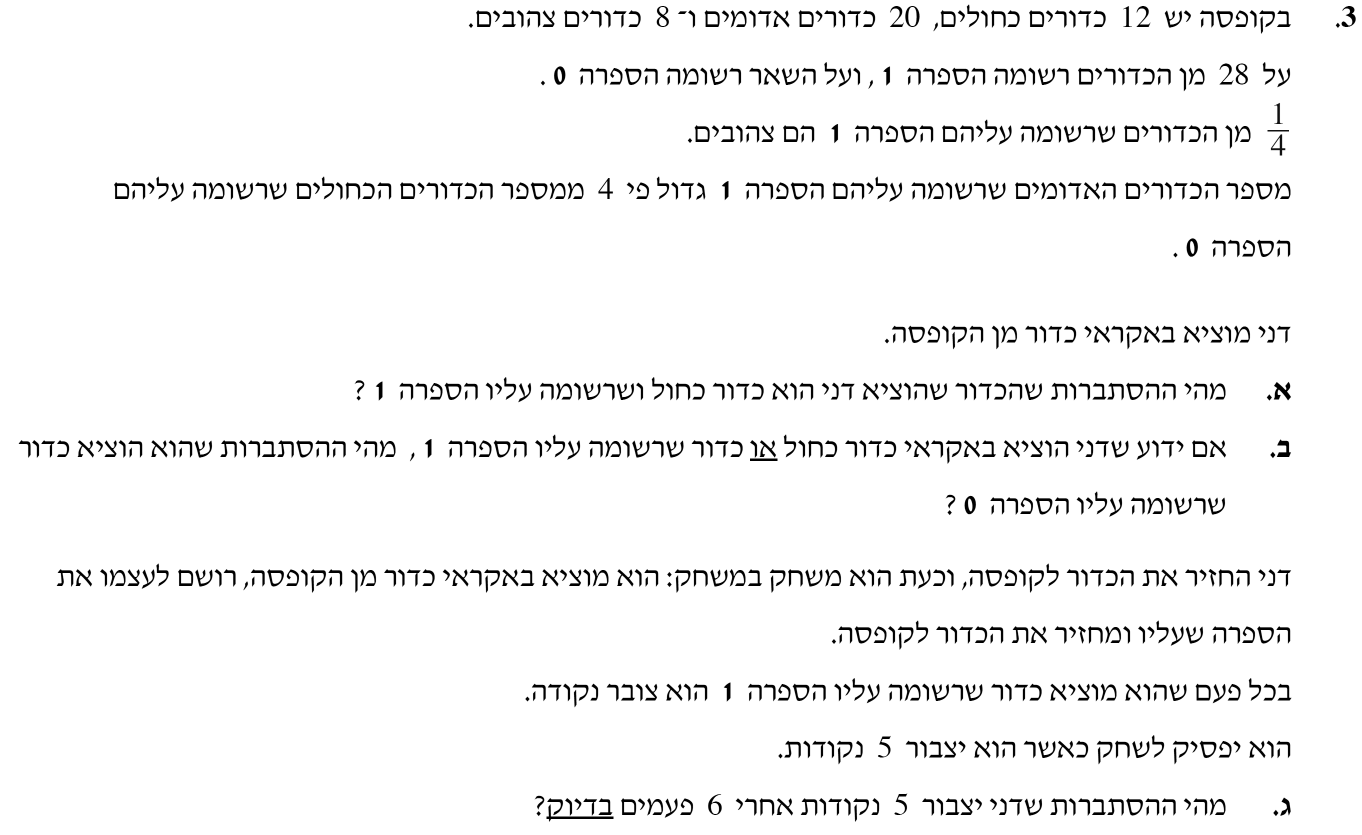 3. בקופסה יש 12 כדורים כחולים, 20 כדורים אדומים ו־ 8 כדורים צהובים.
על 28 מן הכדורים רשומה הספרה 1, ועל השאר רשומה הספרה 0.
1/4 מן הכדורים שרשומה עליהם הספרה 1 הם צהובים.
מספר הכדורים האדומים שרשומה עליהם הספרה 1 גדול פי 4 ממספר הכדורים הכחולים שרשומה עליהם
הספרה 0.
דני מוציא באקראי כדור מן הקופסה.
א. מהי ההסתברות שהכדור שהוציא דני הוא כדור כחול ושרשומה עליו הספרה 1?
ב. אם ידוע שדני הוציא באקראי כדור כחול או כדור שרשומה עליו הספרה 1, מהי ההסתברות שהוא הוציא כדור
שרשומה עליו הספרה 0?
דני החזיר את הכדור לקופסה, וכעת הוא משחק במשחק: הוא מוציא באקראי כדור מן הקופסה, רושם לעצמו את
הספרה שעליו ומחזיר את הכדור לקופסה.
בכל פעם שהוא מוציא כדור שרשומה עליו הספרה 1 הוא צובר נקודה.
הוא יפסיק לשחק כאשר הוא יצבור 5 נקודות.
ג. מהי ההסתברות שדני יצבור 5 נקודות אחרי 6 פעמים בדיוק?